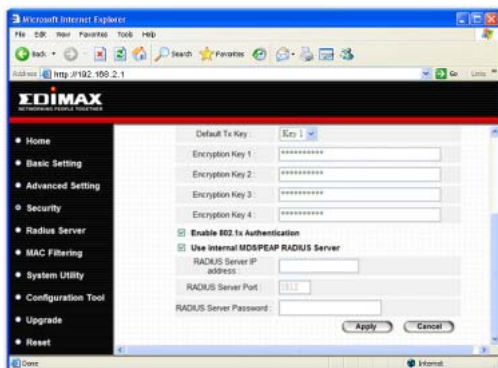 Microsoft Internet Explorer
File Edit View Favorites Tools Help
Back Search Favorites
Address http://192.168.2.1 Go Links
EDIMAX
NETWORKING PEOPLE TOGETHER
Home
Basic Setting
Advanced Setting
Security
Radius Server
MAC Filtering
System Utility
Configuration Tool
Upgrade
Reset
Default Tx Key : Key 1
Encryption Key 1 : **********
Encryption Key 2 : **********
Encryption Key 3 : **********
Encryption Key 4 : **********
Enable 802.1x Authentication
Use internal MD5/PEAP RADIUS Server
RADIUS Server IP
address :
RADIUS Server Port : 1812
RADIUS Server Password :
Apply Cancel
Done Internet